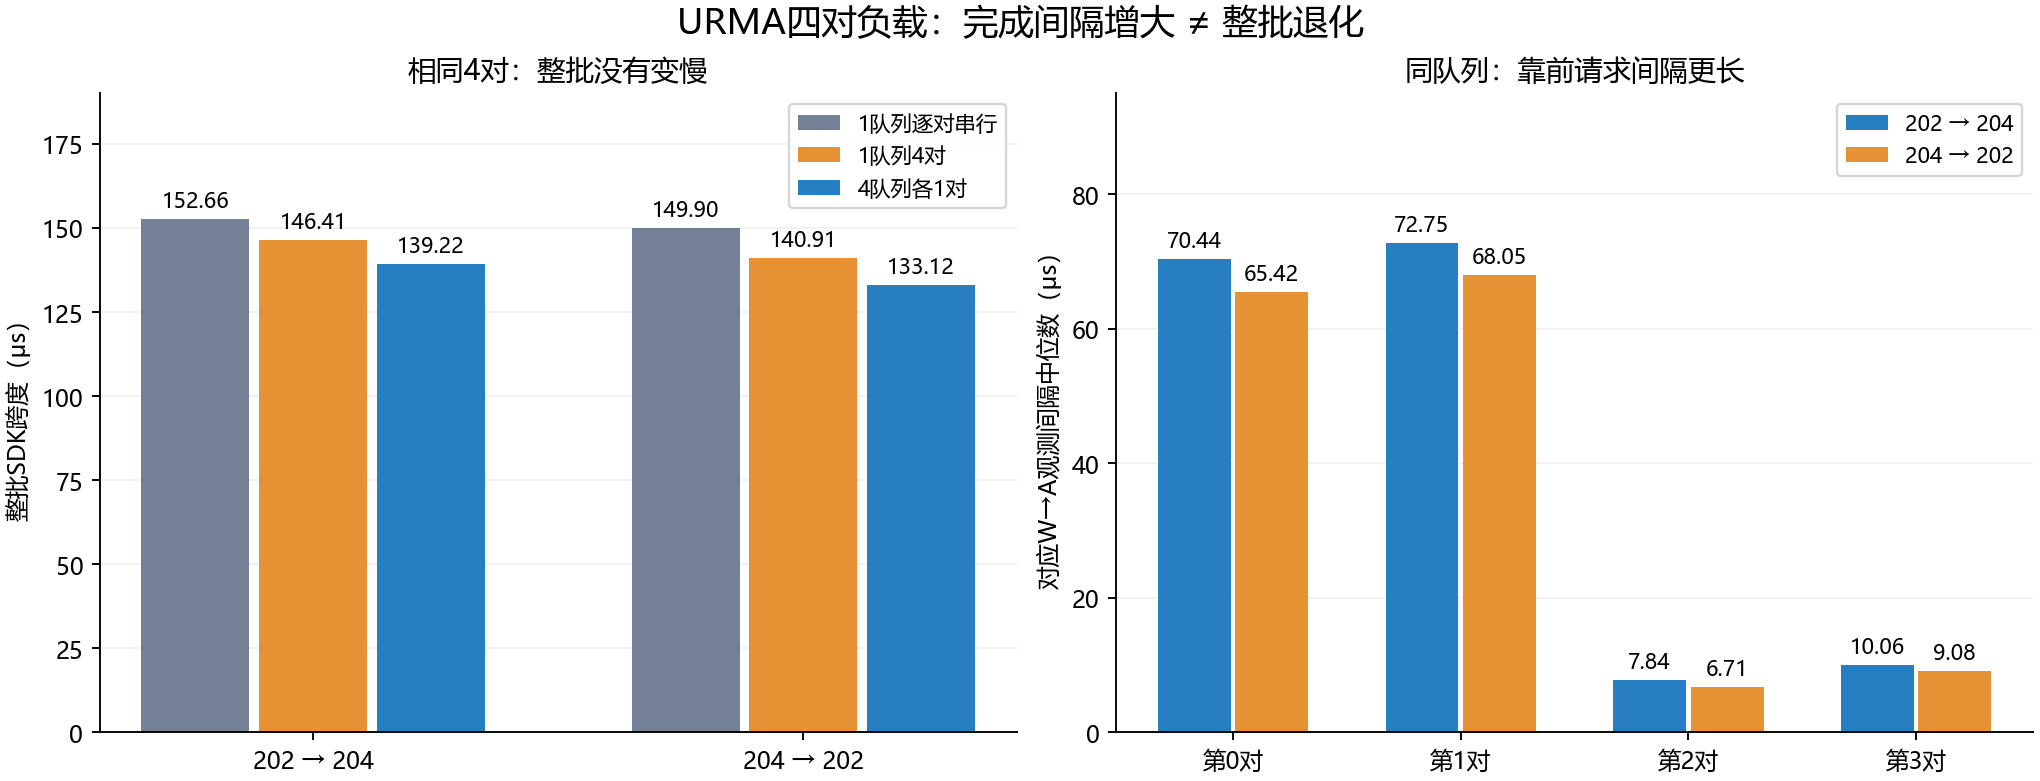 URMA四对负载：完成间隔增大 ≠ 整批退化
相同4对：整批没有变慢
整批SDK跨度（μs）
175
150
125
100
75
50
25
0
1队列逐对串行
1队列4对
4队列各1对
152.66
146.41
139.22
149.90
140.91
133.12
202 → 204
204 → 202
同队列：靠前请求间隔更长
对应W→A观测间隔中位数（μs）
80
60
40
20
0
202 → 204
204 → 202
70.44
65.42
72.75
68.05
7.84
6.71
10.06
9.08
第0对
第1对
第2对
第3对